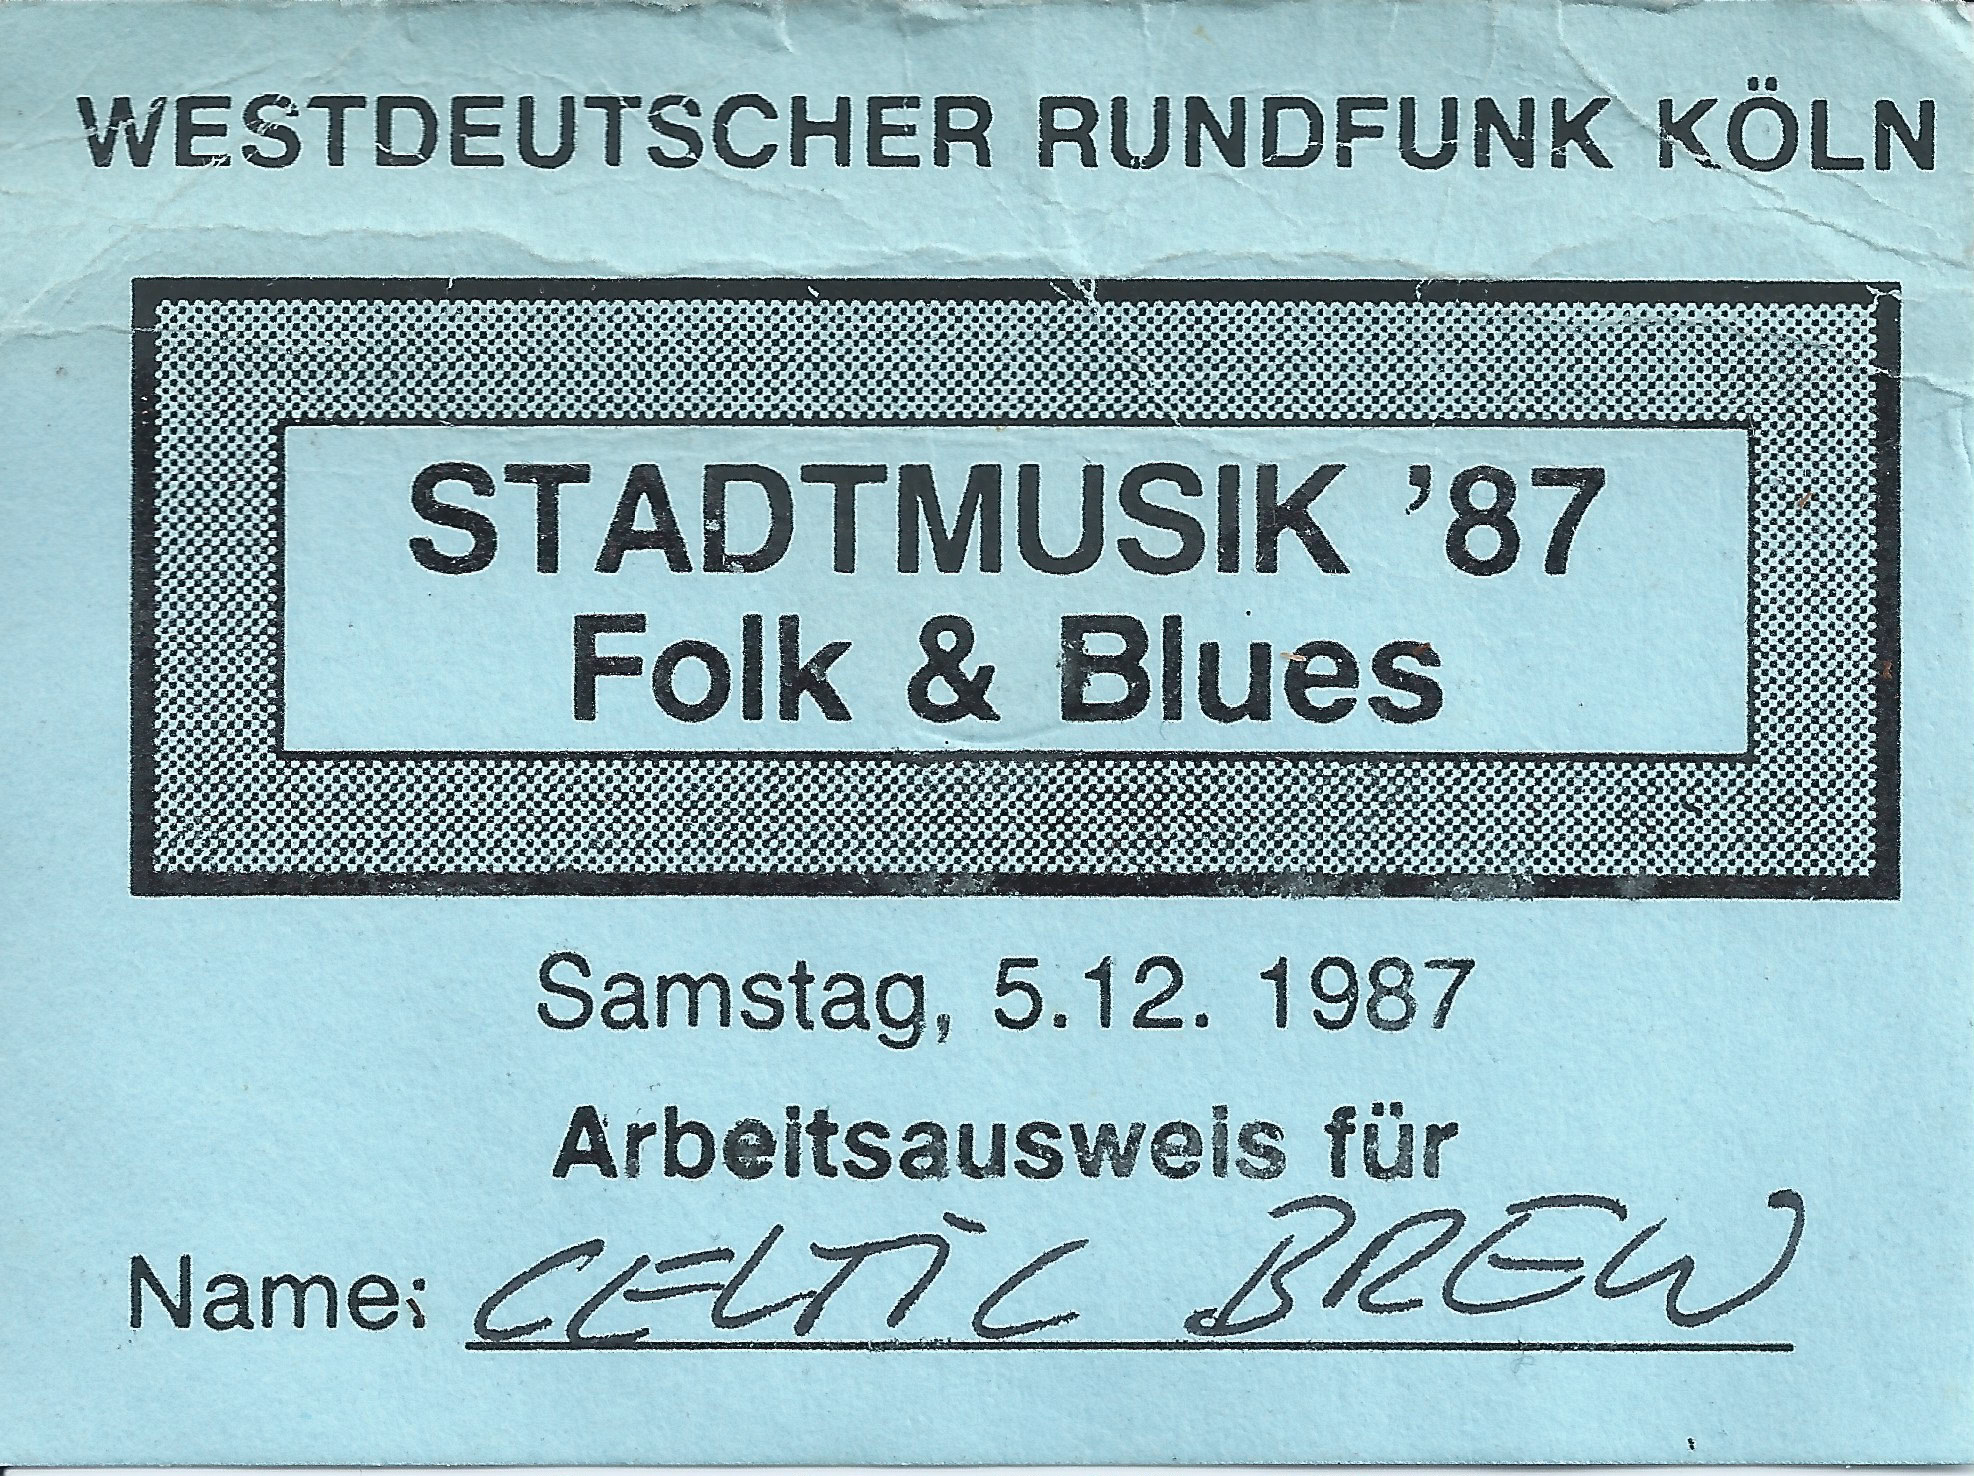 WESTDEUTSCHER RUNDFUNK KÖLN
STADTMUSIK '87
Folk & Blues
Samstag, 5.12. 1987
Arbeitsausweis für
Name: CELTIC BREW